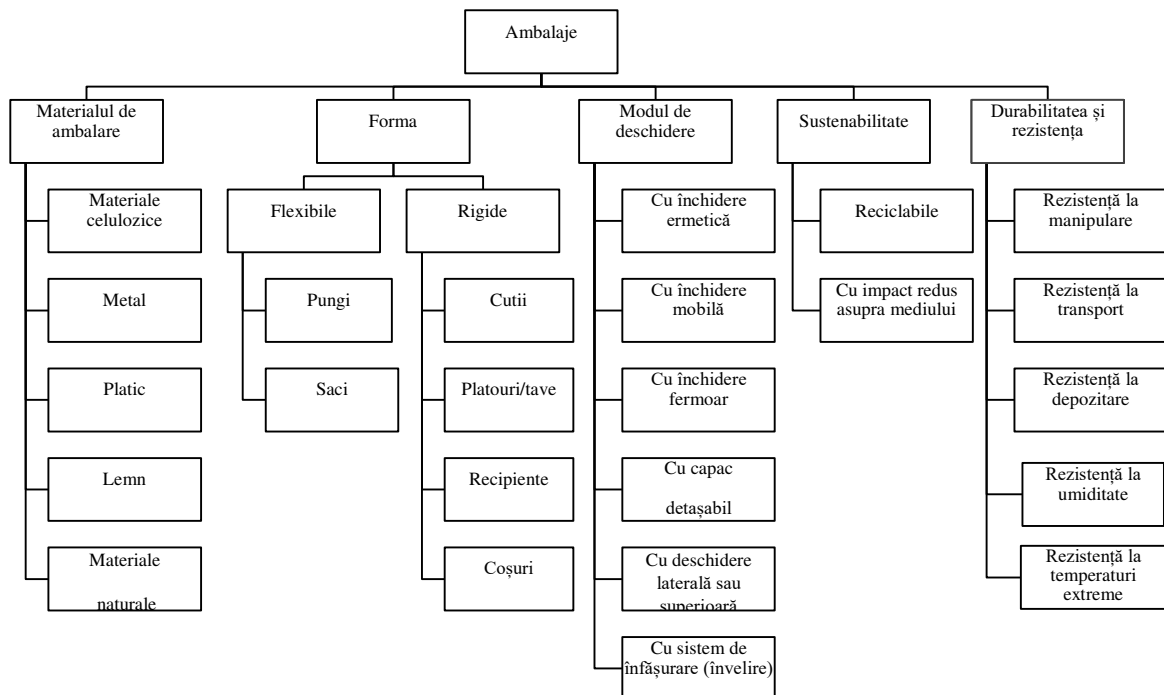 Ambalaje
Materialul de
ambalare
Forma
Modul de
deschidere
Sustenabilitate
Durabilitatea și
rezistența
Materiale
celulozice
Metal
Platic
Lemn
Materiale
naturale
Flexibile
Pungi
Saci
Rigide
Cutii
Platouri/tave
Recipiente
Coșuri
Cu închidere
ermetică
Cu închidere
mobilă
Cu închidere
fermoar
Cu capac
detașabil
Cu deschidere
laterală sau
superioară
Cu sistem de
înfășurare (învelire)
Reciclabile
Cu impact redus
asupra mediului
Rezistență la
manipulare
Rezistență la
transport
Rezistență la
depozitare
Rezistență la
umiditate
Rezistență la
temperaturi
extreme